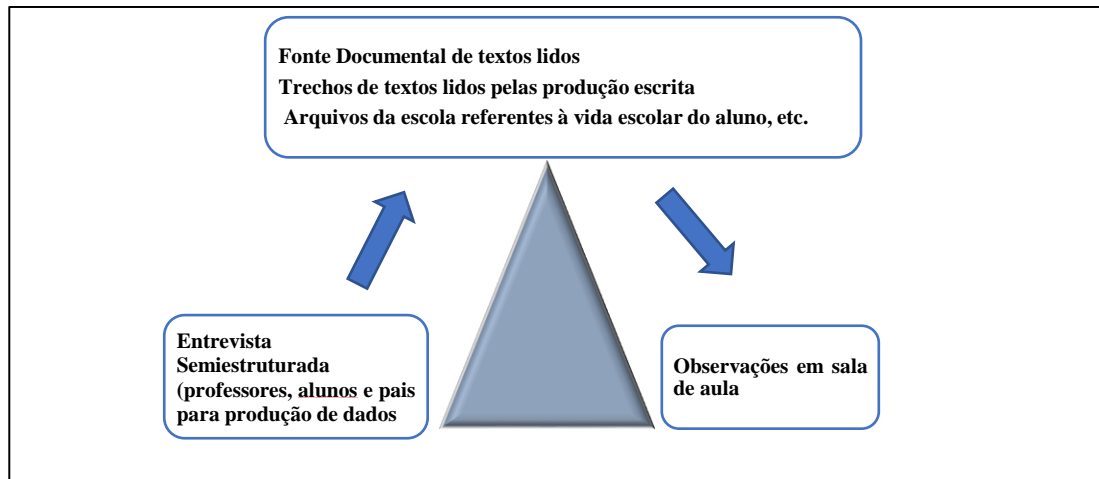 Fonte Documental de textos lidos
Trechos de textos lidos pelas produção escrita
Arquivos da escola referentes à vida escolar do aluno, etc.
Entrevista
Semiestruturada
(professores, alunos e pais
para produção de dados
Observações em sala
de aula